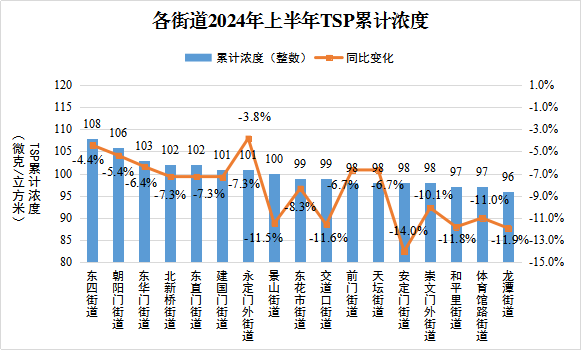 各街道2024年上半年TSP累计浓度
累计浓度（整数） 同比变化
TSP累计浓度
（微克/立方米）
120
115
110
105
100
95
90
85
80
1.0%
-1.0%
-3.0%
-5.0%
-7.0%
-9.0%
-11.0%
-13.0%
-15.0%
108 106 103 102 102 101 101 100 99 99 98 98 98 98 97 97 96
-4.4% -5.4% -6.4% -7.3% -7.3% -7.3% -3.8% -11.5% -8.3% -11.6% -6.7% -6.7% -14.0% -10.1% -11.8% -11.0% -11.9%
东四街道
朝阳门街道
东华门街道
北新桥街道
东直门街道
建国门街道
永定门外街道
景山街道
东花市街道
交道口街道
前门街道
天坛街道
安定门街道
崇文门外街道
和平里街道
体育馆路街道
龙潭街道